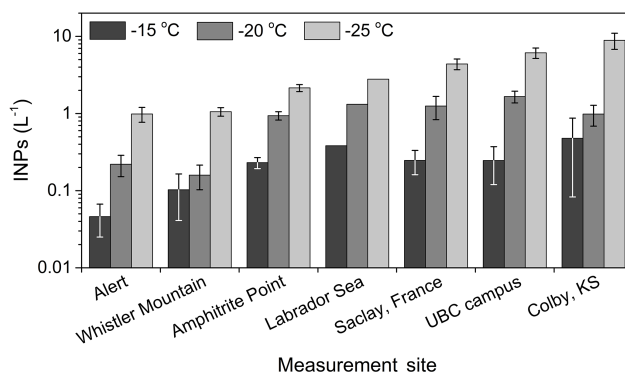 -15 °C
-20 °C
-25 °C
INPs (L⁻¹)
10
1
0.1
0.01
Alert
Whistler Mountain
Amphitrite Point
Labrador Sea
Saclay, France
UBC campus
Colby, KS
Measurement site